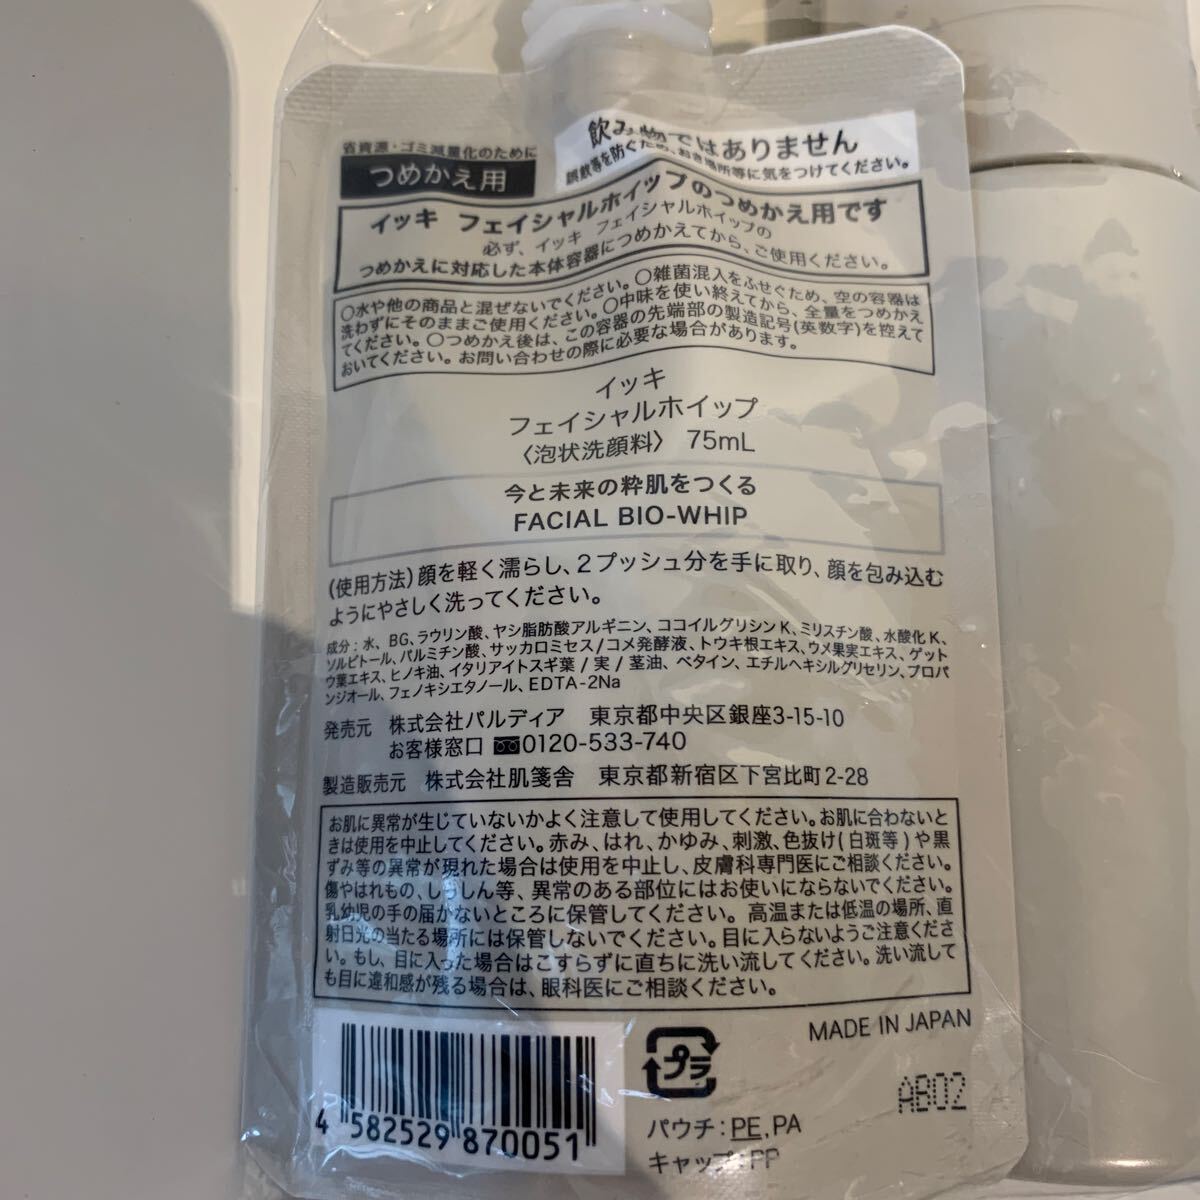 飲み物ではありません
誤飲等を防ぐため、おき場所等に気をつけてください。
省資源・ゴミ減量化のために
つめかえ用
イッキ フェイシャルホイップのつめかえ用です
必ず、イッキ フェイシャルホイップの
つめかえに対応した本体容器につめかえてから、ご使用ください。
○水や他の商品と混ぜないでください。○雑菌混入をふせぐため、空の容器は
洗わずにそのままご使用ください。○中味を使い終えてから、全量をつめかえ
てください。○つめかえ後は、この容器の先端部の製造記号(英数字)を控えて
おいてください。お問い合わせの際に必要な場合があります。
イッキ
フェイシャルホイップ
〈泡状洗顔料〉 75mL
今と未来の粋肌をつくる
FACIAL BIO-WHIP
(使用方法)顔を軽く濡らし、2プッシュ分を手に取り、顔を包み込む
ようにやさしく洗ってください。
成分：水、BG、ラウリン酸、ヤシ脂肪酸アルギニン、ココイルグリシンK、ミリスチン酸、水酸化K、
ソルビトール、パルミチン酸、サッカロミセス/コメ発酵液、トウキ根エキス、ウメ果実エキス、ゲット
ウ葉エキス、ヒノキ油、イタリアイトスギ葉/実/茎油、ベタイン、エチルヘキシルグリセリン、プロパ
ンジオール、フェノキシエタノール、EDTA-2Na
発売元 株式会社パルディア 東京都中央区銀座3-15-10
お客様窓口 0120-533-740
製造販売元 株式会社肌箋舎 東京都新宿区下宮比町2-28
お肌に異常が生じていないかよく注意して使用してください。お肌に合わないと
きは使用を中止してください。赤み、はれ、かゆみ、刺激、色抜け(白斑等)や黒
ずみ等の異常が現れた場合は使用を中止し、皮膚科専門医にご相談ください。
傷やはれもの、しっしん等、異常のある部位にはお使いにならないでください。
乳幼児の手の届かないところに保管してください。高温または低温の場所、直
射日光の当たる場所には保管しないでください。目に入らないようご注意くださ
い。もし、目に入った場合はこすらずに直ちに洗い流してください。洗い流して
も目に違和感が残る場合は、眼科医にご相談ください。
MADE IN JAPAN
プラ
AB02
パウチ：PE,PA
キャップ：PP
4 582529 870051